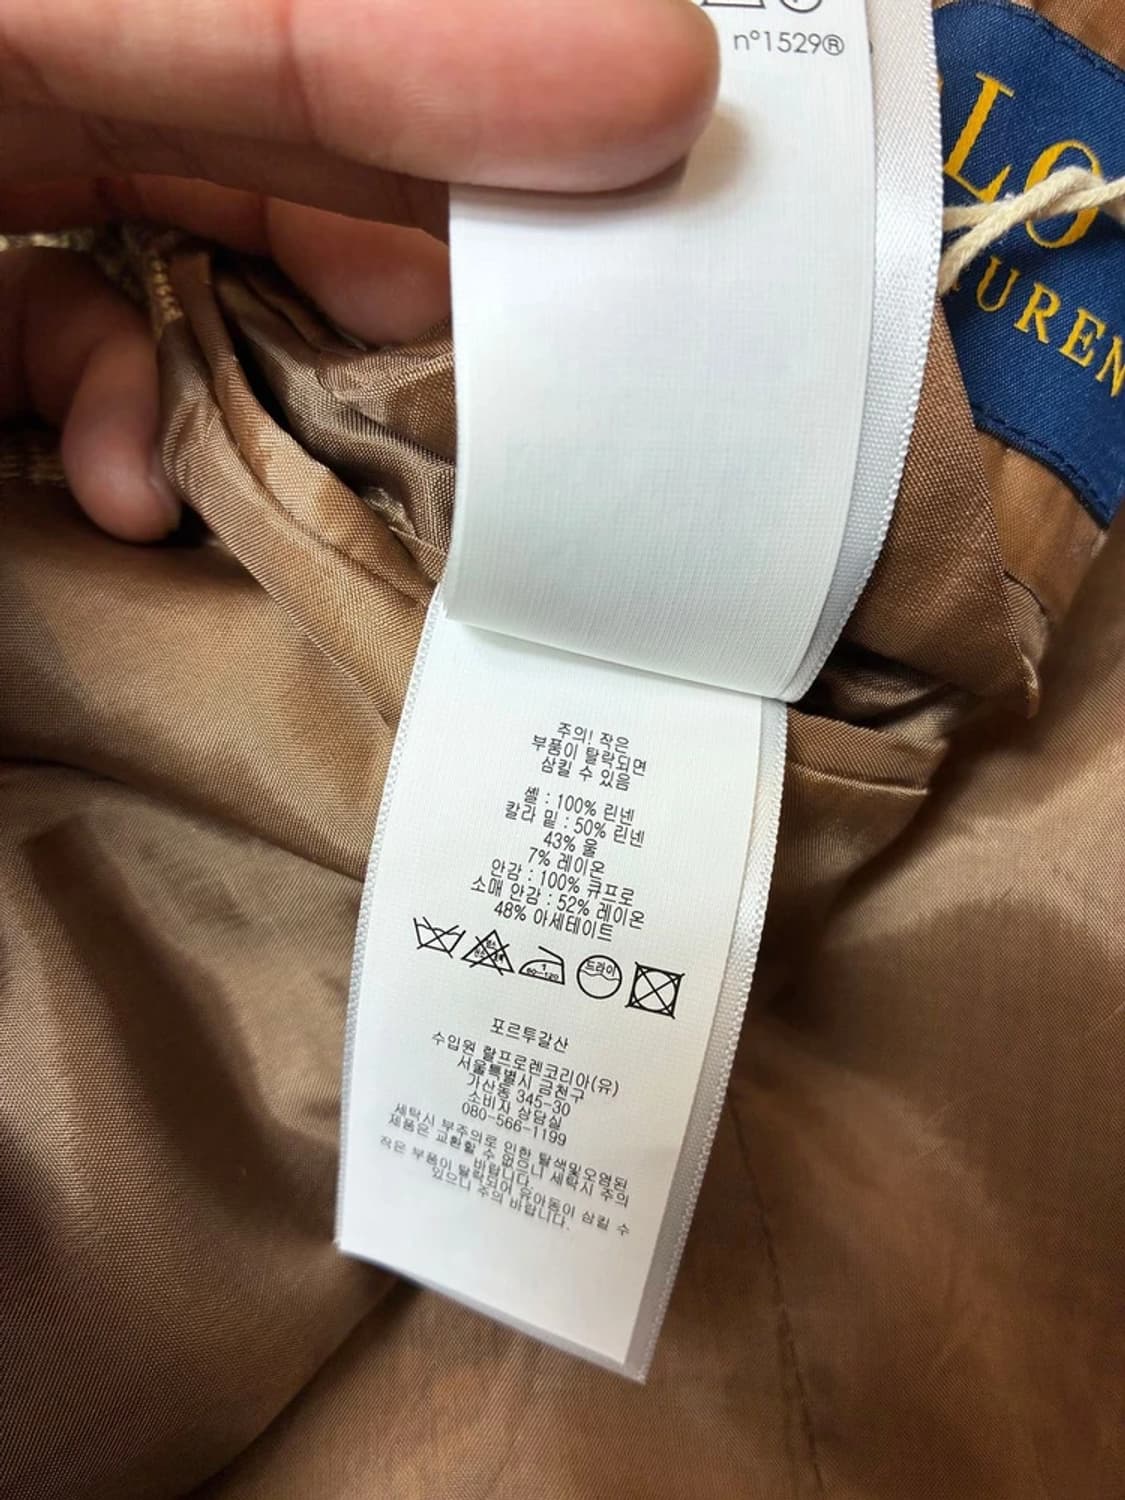 n°1529®
LO
UREN
주의! 작은
부품이 탈락되면
삼킬 수 있음
쉘 : 100% 린넨
칼라 밑 : 50% 린넨
43% 울
7% 레이온
안감 : 100% 큐프로
소매 안감 : 52% 레이온
48% 아세테이트
60-120
드라이
포르투갈산
수입원 랄프로렌코리아(유)
서울특별시 금천구
가산동 345-30
소비자 상담실
080-566-1199
세탁시 부주의로 인한 탈색및오염된
제품은 교환할 수 없으니 세탁시 주의
바랍니다.
작은 부품이 탈락되어 유아동이 삼킬 수
있으니 주의 바랍니다.